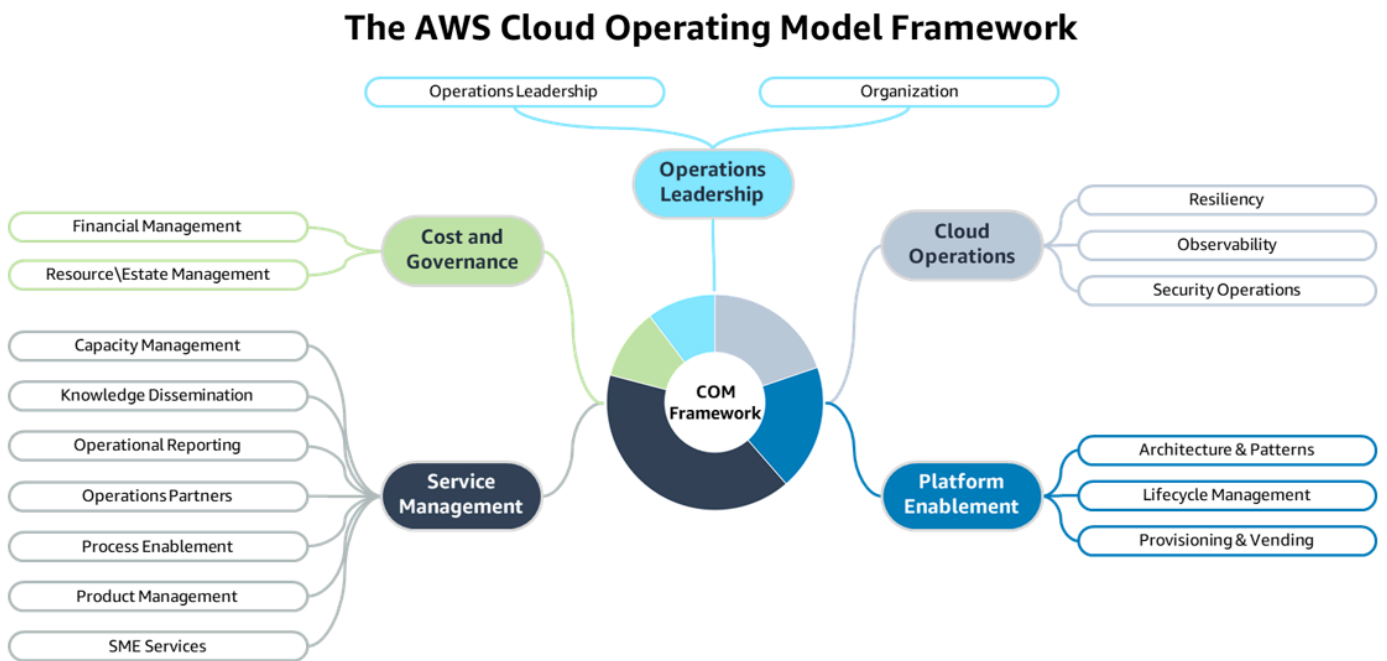 The AWS Cloud Operating Model Framework
Operations Leadership
Organization
Operations
Leadership
Financial Management
Resource\Estate Management
Cost and
Governance
Cloud
Operations
Resiliency
Observability
Security Operations
COM
Framework
Capacity Management
Knowledge Dissemination
Operational Reporting
Operations Partners
Process Enablement
Product Management
SME Services
Service
Management
Platform
Enablement
Architecture & Patterns
Lifecycle Management
Provisioning & Vending